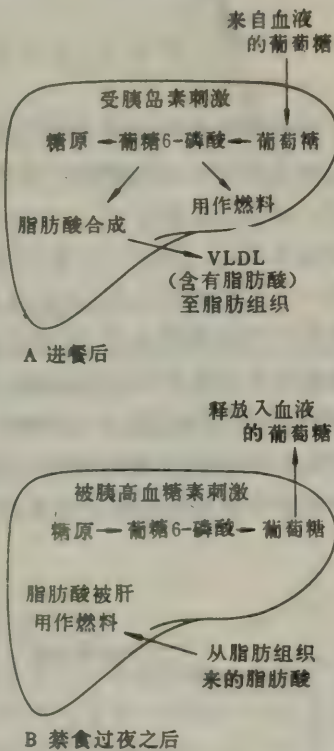 来自血液
的葡萄糖
受胰岛素刺激
糖原 ← 葡糖6-磷酸 ← 葡萄糖
脂肪酸合成
用作燃料
VLDL
(含有脂肪酸)
至脂肪组织
A 进餐后
释放入血液
的葡萄糖
被胰高血糖素刺激
糖原 → 葡糖6-磷酸 → 葡萄糖
脂肪酸被肝
用作燃料
从脂肪组织
来的脂肪酸
B 禁食过夜之后